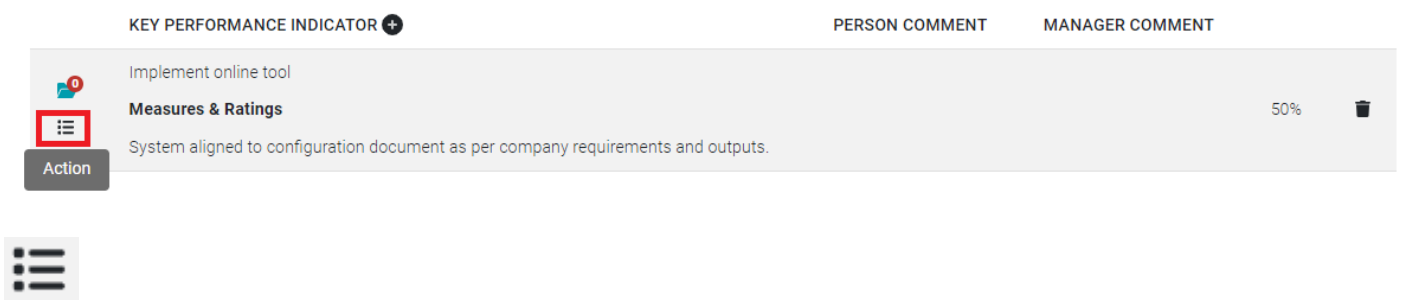 KEY PERFORMANCE INDICATOR PERSON COMMENT MANAGER COMMENT
Implement online tool
0
Measures & Ratings
50%
System aligned to configuration document as per company requirements and outputs.
Action